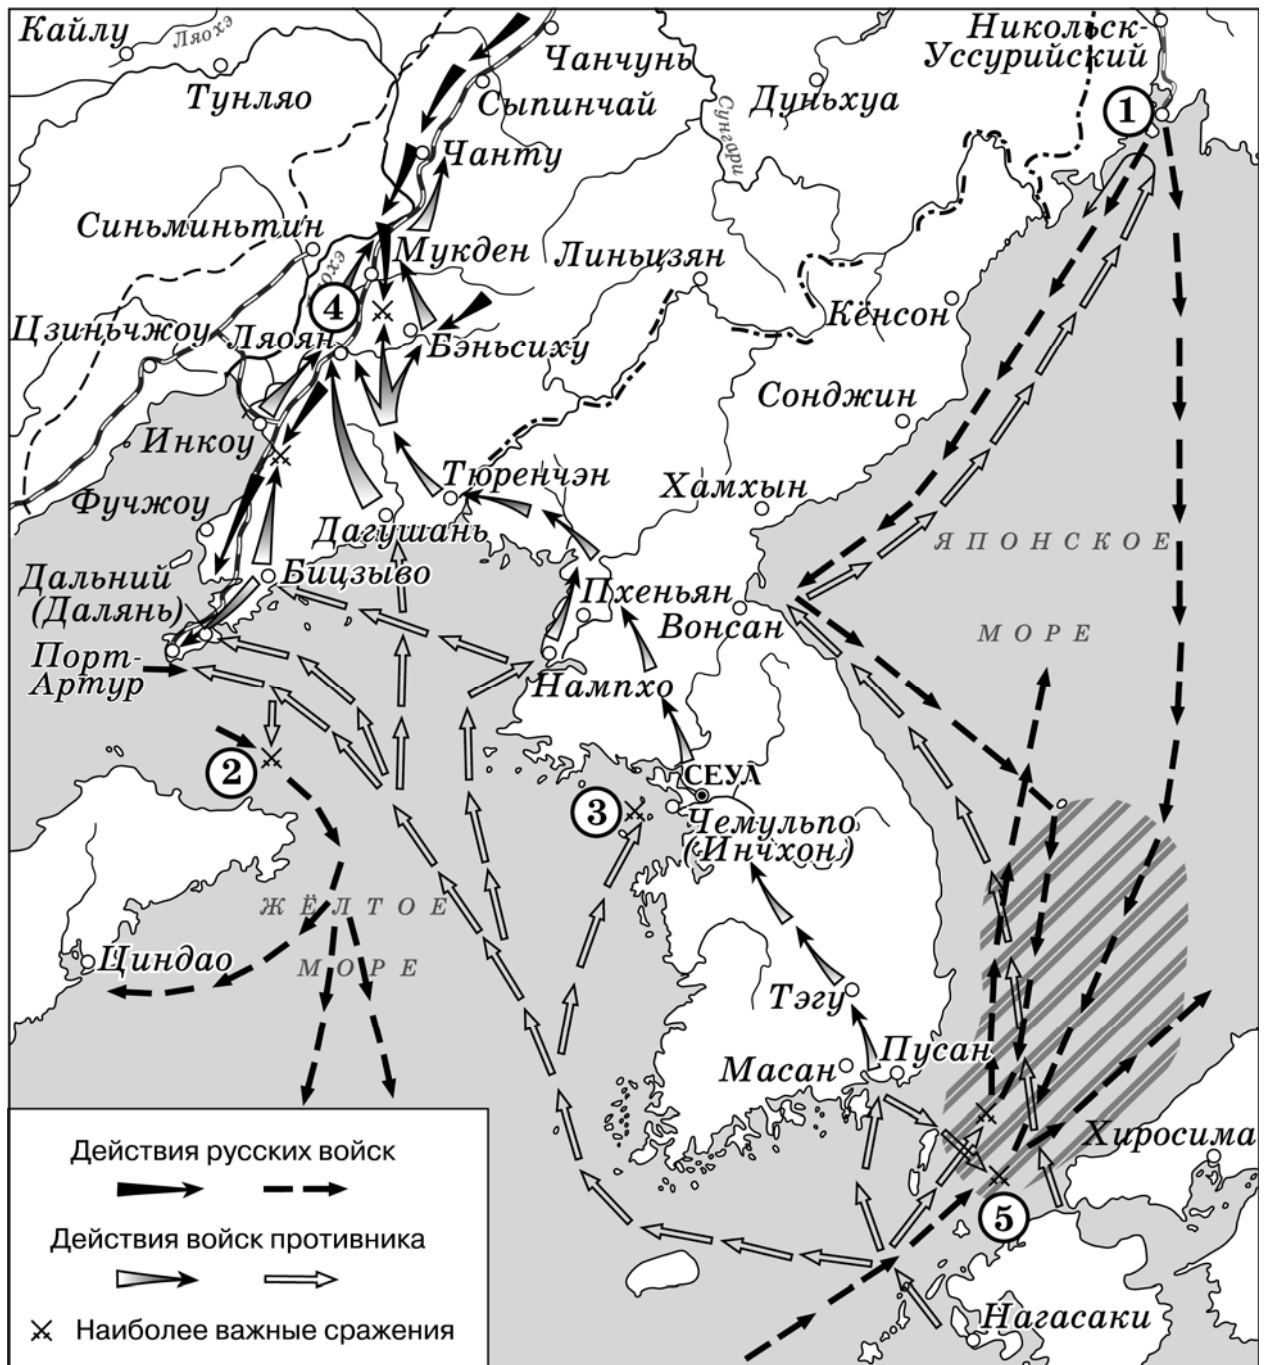 Кайлу
Ляохэ
Тунляо
Чанчунь
Сыпинчай
Чанту
Сунгари
Дуньхуа
Никольск-
Уссурийский
1
Синьминьтин
Мукден
Линьцзян
Кёнсон
охэ
4
Цзиньчжоу
Ляоян
Бэньсиху
Сонджин
Инкоу
Тюренчэн
Хамхын
Фучжоу
Дагушань
ЯПОНСКОЕ
МОРЕ
Дальний
(Далянь)
Бицзыво
Пхеньян
Вонсан
Порт-
Артур
Нампхо
2
3
СЕУЛ
Чемульпо
(Инчхон)
ЖЁЛТОЕ
МОРЕ
Циндао
Тэгу
Масан
Пусан
Хиросима
5
Нагасаки
Действия русских войск
Действия войск противника
Наиболее важные сражения